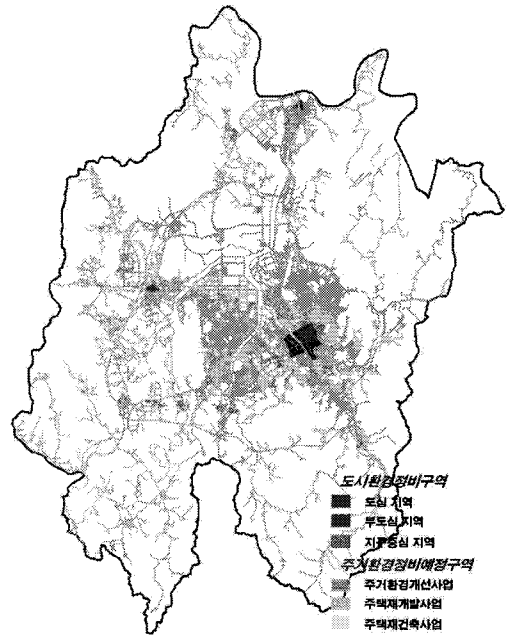 도시환경정비구역
도심 지역
부도심 지역
지구중심 지역
주거환경정비예정구역
주거환경개선사업
주택재개발사업
주택재건축사업